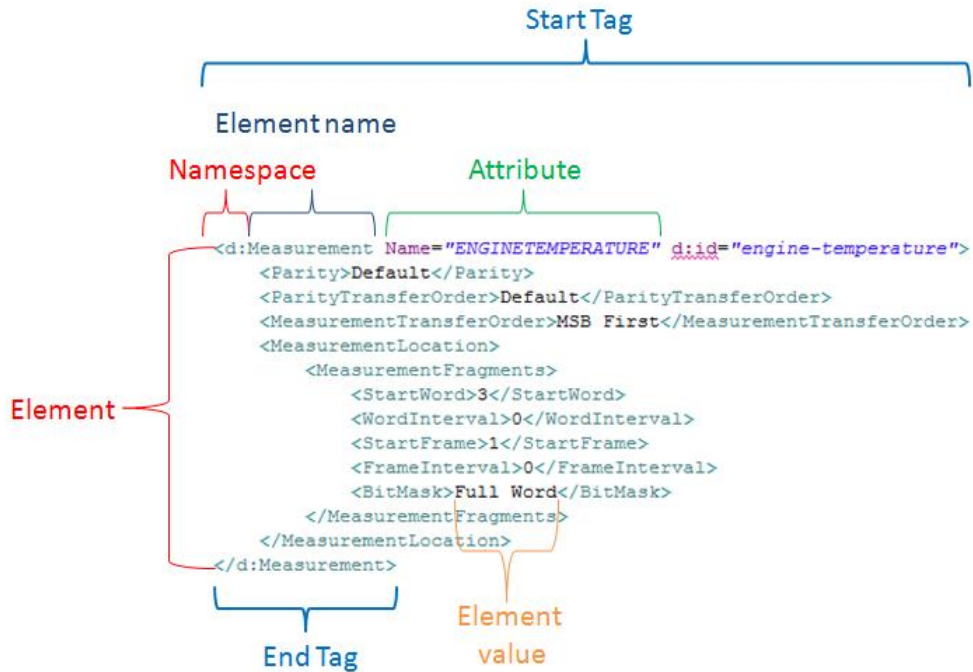 Start Tag
Element name
Namespace
Attribute
<d:Measurement Name="ENGINETEMPERATURE" d:id="engine-temperature">
<Parity>Default</Parity>
<ParityTransferOrder>Default</ParityTransferOrder>
<MeasurementTransferOrder>MSB First</MeasurementTransferOrder>
<MeasurementLocation>
<MeasurementFragments>
<StartWord>3</StartWord>
Element
<WordInterval>0</WordInterval>
<StartFrame>1</StartFrame>
<FrameInterval>0</FrameInterval>
<BitMask>Full Word</BitMask>
</MeasurementFragments>
</MeasurementLocation>
</d:Measurement>
Element
value
End Tag